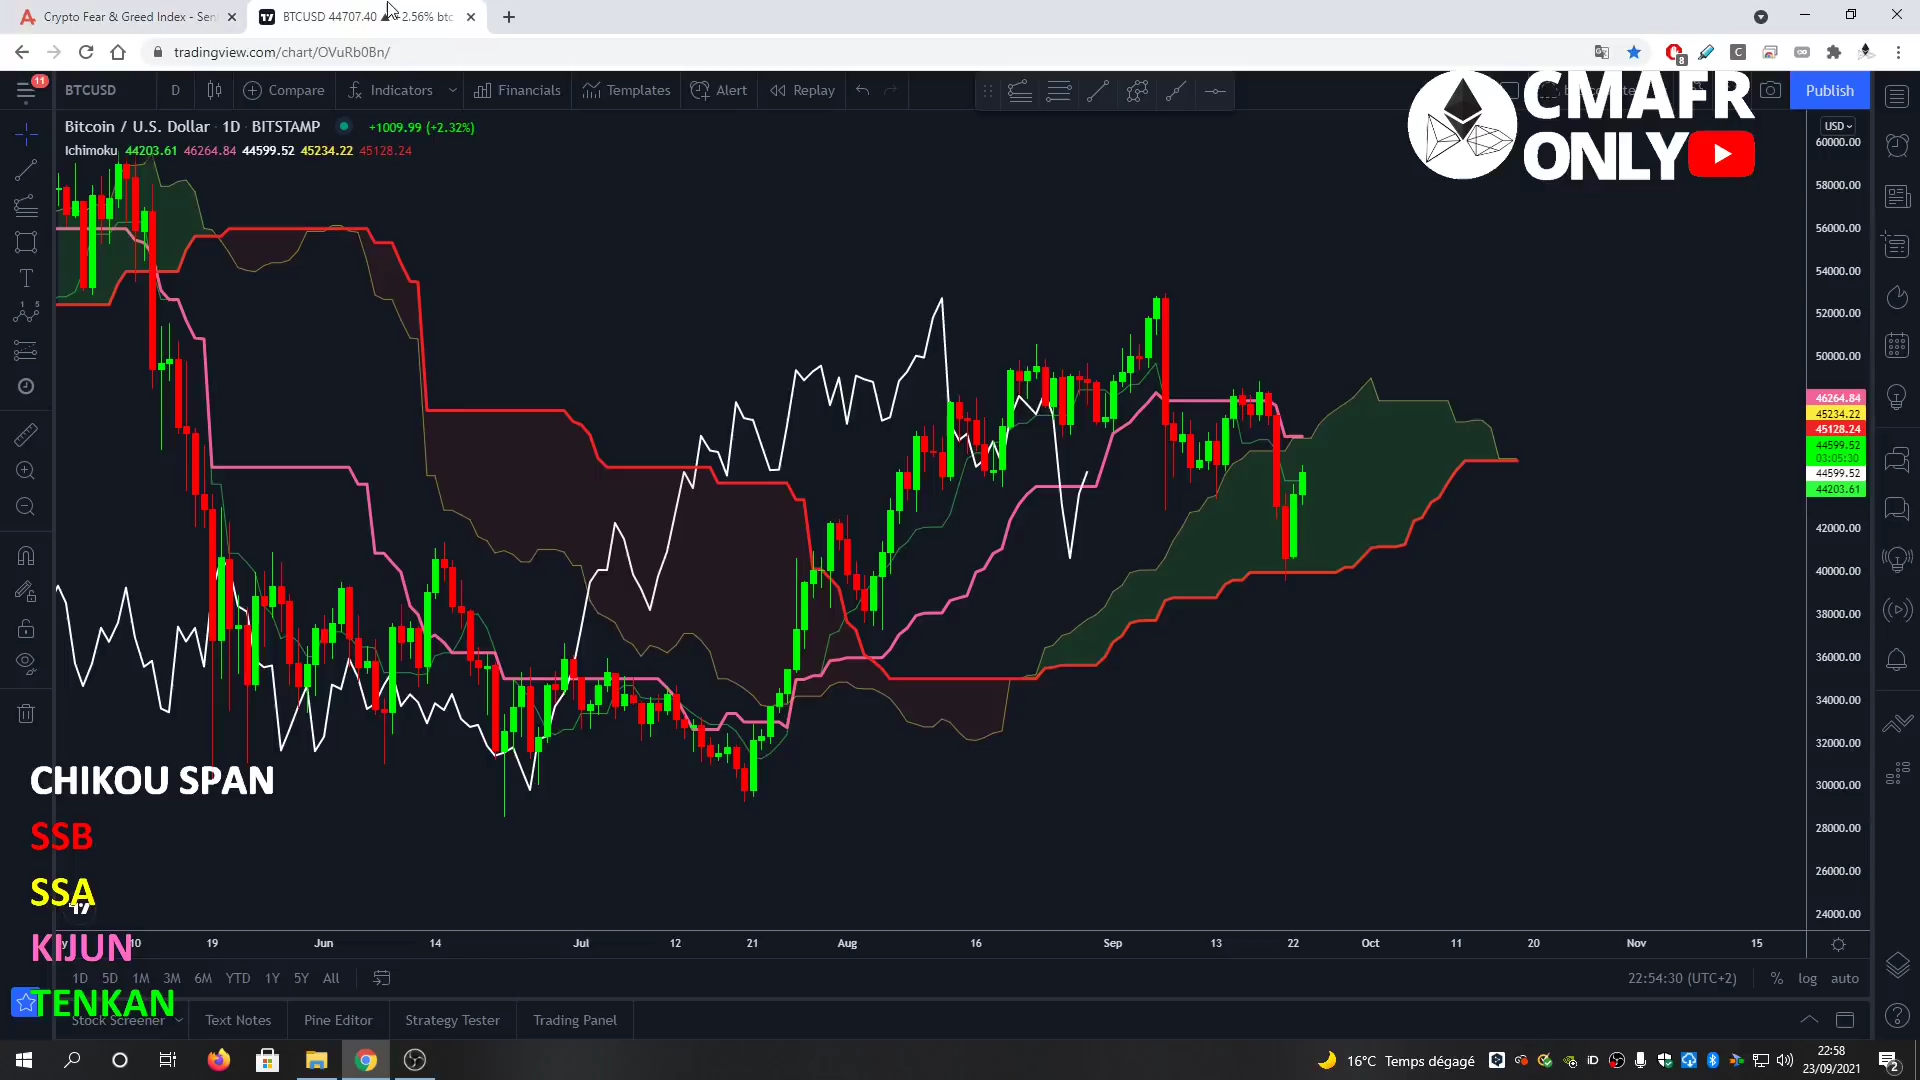 Crypto Fear & Greed Index - Sen
BTCUSD 44707.40 ▲ +2.56% btc
tradingview.com/chart/OVuRb0Bn/
8
11
BTCUSD
D
Compare
Indicators
Financials
Templates
Alert
Replay
Publish
CMAFR
ONLY
Bitcoin / U.S. Dollar 1D BITSTAMP +1009.99 (+2.32%)
Ichimoku 44203.61 46264.84 44599.52 45234.22 45128.24
USD
60000.00
58000.00
56000.00
54000.00
52000.00
50000.00
46264.84
45234.22
45128.24
44599.52
03:05:30
44599.52
44203.61
42000.00
40000.00
38000.00
36000.00
34000.00
32000.00
30000.00
28000.00
26000.00
24000.00
CHIKOU SPAN
SSB
SSA
KIJUN
TENKAN
10 19 Jun 14 Jul 12 21 Aug 16 Sep 13 22 Oct 11 20 Nov 15
1D 5D 1M 3M 6M YTD 1Y 5Y All
22:54:30 (UTC+2) % log auto
Stock Screener Text Notes Pine Editor Strategy Tester Trading Panel
16°C Temps dégagé
22:58
23/09/2021
2